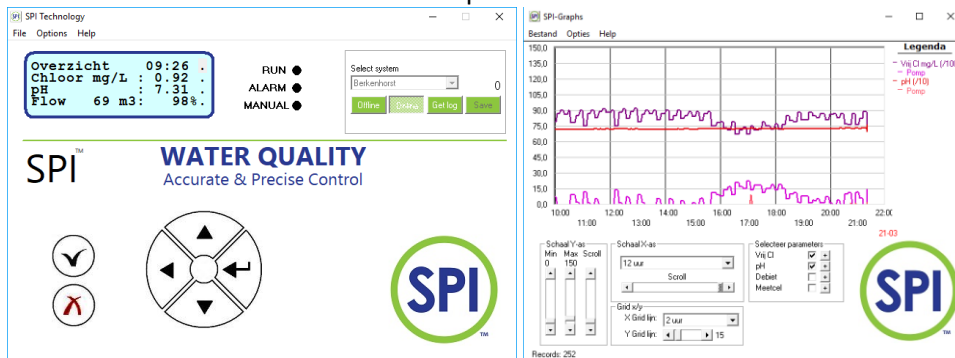 SPI Technology
File Options Help
Overzicht 09:26
Chloor mg/L : 0.92 .
pH : 7.31 .
Flow 69 m3: 98%.
RUN
ALARM
MANUAL
Select system
Berkenhorst
0
Offline Online Get log Save
SPI™
WATER QUALITY
Accurate & Precise Control
SPI
TM
SPI-Graphs
Bestand Opties Help
150,0
135,0
120,0
105,0
90,0
75,0
60,0
45,0
30,0
15,0
0,0
10:00 12:00 14:00 16:00 18:00 20:00 22:0
11:00 13:00 15:00 17:00 19:00 21:00
21-03
Legenda
Vrij Cl mg/L (/10
Pomp
pH (/10)
Pomp
Schaal Y-as
Min Max Scroll
0 150
Schaal X-as
12 uur
Scroll
Grid x/y
X Grid lijn: 2 uur
Y Grid lijn: 15
Selecteer parameters
Vrij Cl
pH
Debiet
Meetcel
SPI
TM
Records: 252